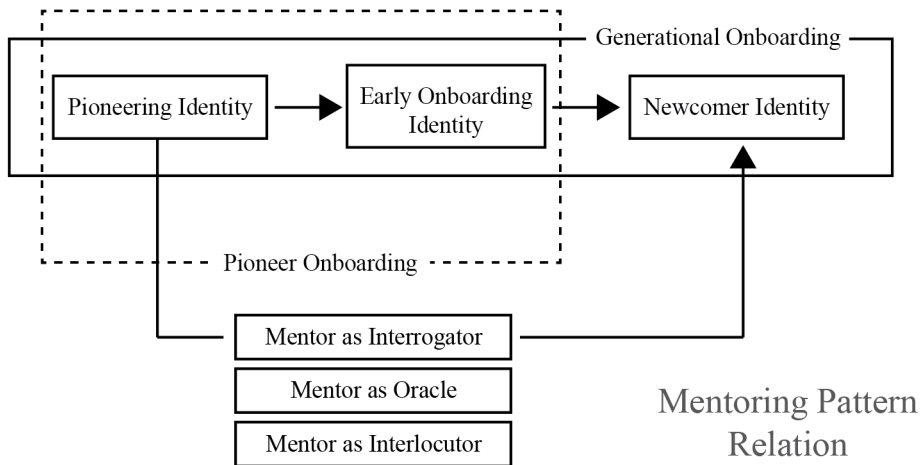 Generational Onboarding
Pioneering Identity
Early Onboarding
Identity
Newcomer Identity
Pioneer Onboarding
Mentor as Interrogator
Mentor as Oracle
Mentor as Interlocutor
Mentoring Pattern
Relation